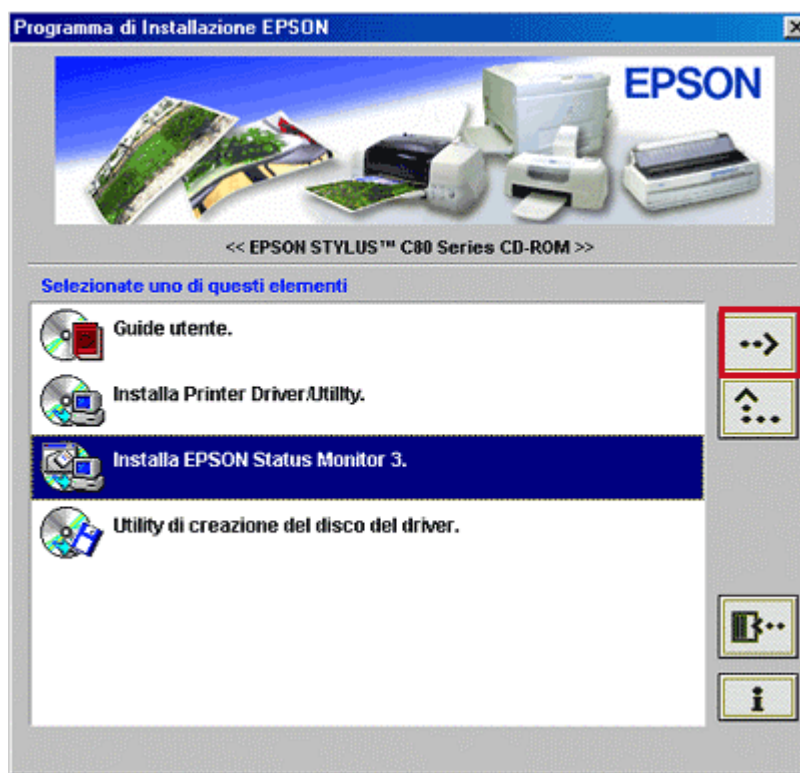 Programma di Installazione EPSON
EPSON
<< EPSON STYLUS™ C80 Series CD-ROM >>
Selezionate uno di questi elementi
Guide utente.
Installa Printer Driver/Utility.
Installa EPSON Status Monitor 3.
Utility di creazione del disco del driver.
i